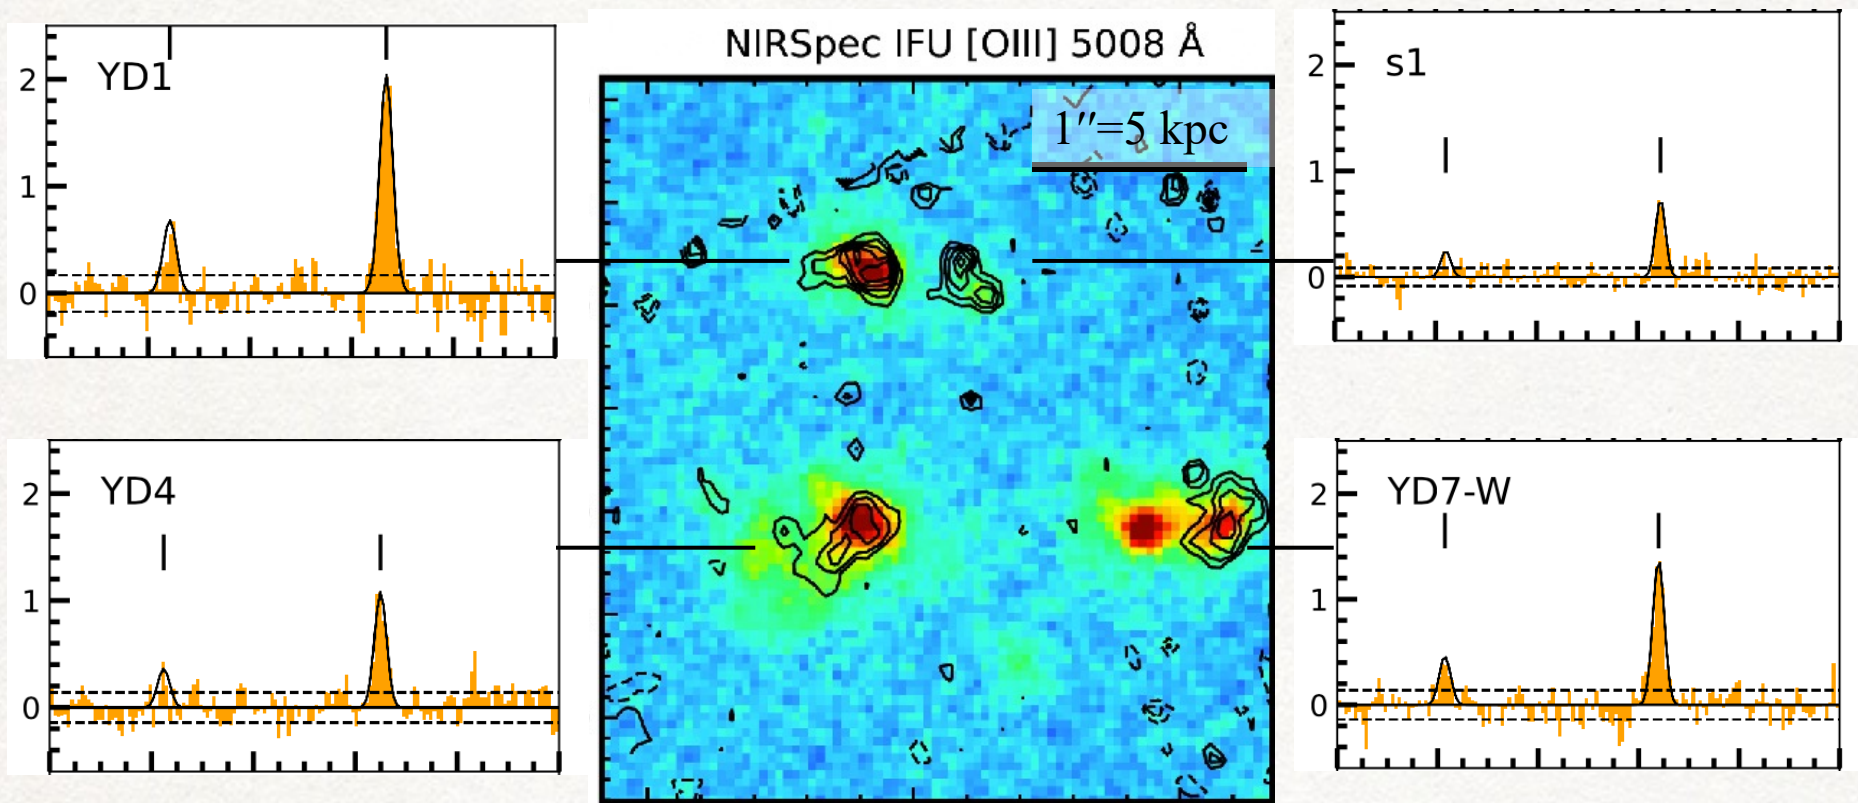 NIRSpec IFU [OIII] 5008 Å
1″=5 kpc
YD1
2
1
0
s1
2
1
0
YD4
2
1
0
YD7-W
2
1
0